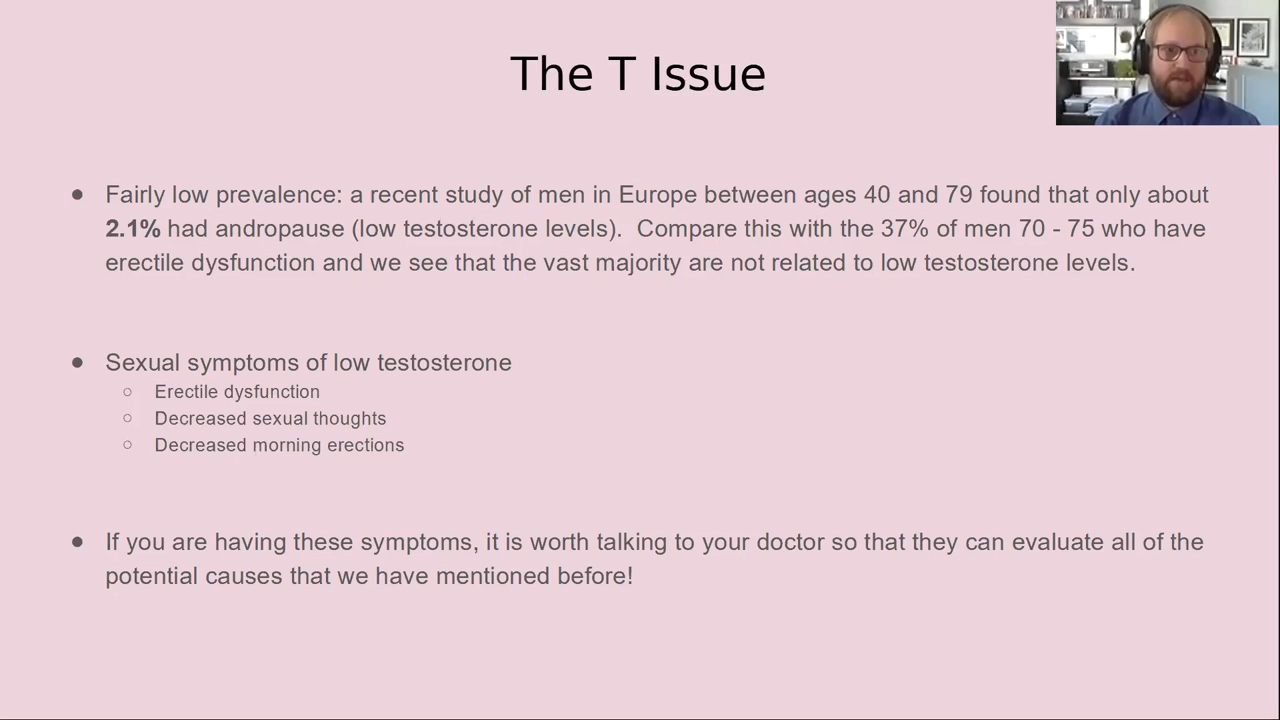 The T Issue
● Fairly low prevalence: a recent study of men in Europe between ages 40 and 79 found that only about
2.1% had andropause (low testosterone levels).  Compare this with the 37% of men 70 - 75 who have
erectile dysfunction and we see that the vast majority are not related to low testosterone levels.
● Sexual symptoms of low testosterone
○ Erectile dysfunction
○ Decreased sexual thoughts
○ Decreased morning erections
● If you are having these symptoms, it is worth talking to your doctor so that they can evaluate all of the
potential causes that we have mentioned before!